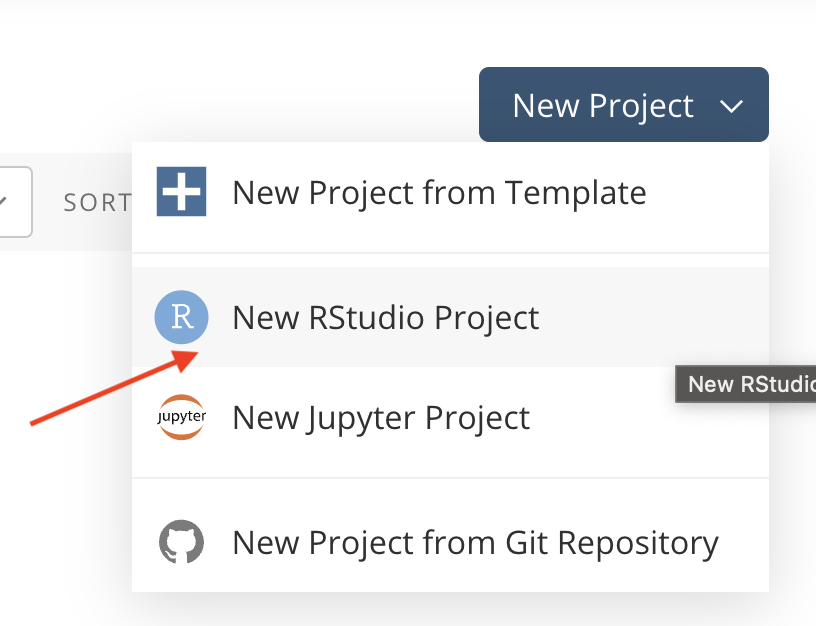 New Project
SORT
New Project from Template
R
New RStudio Project
New RStudio
jupyter
New Jupyter Project
New Project from Git Repository